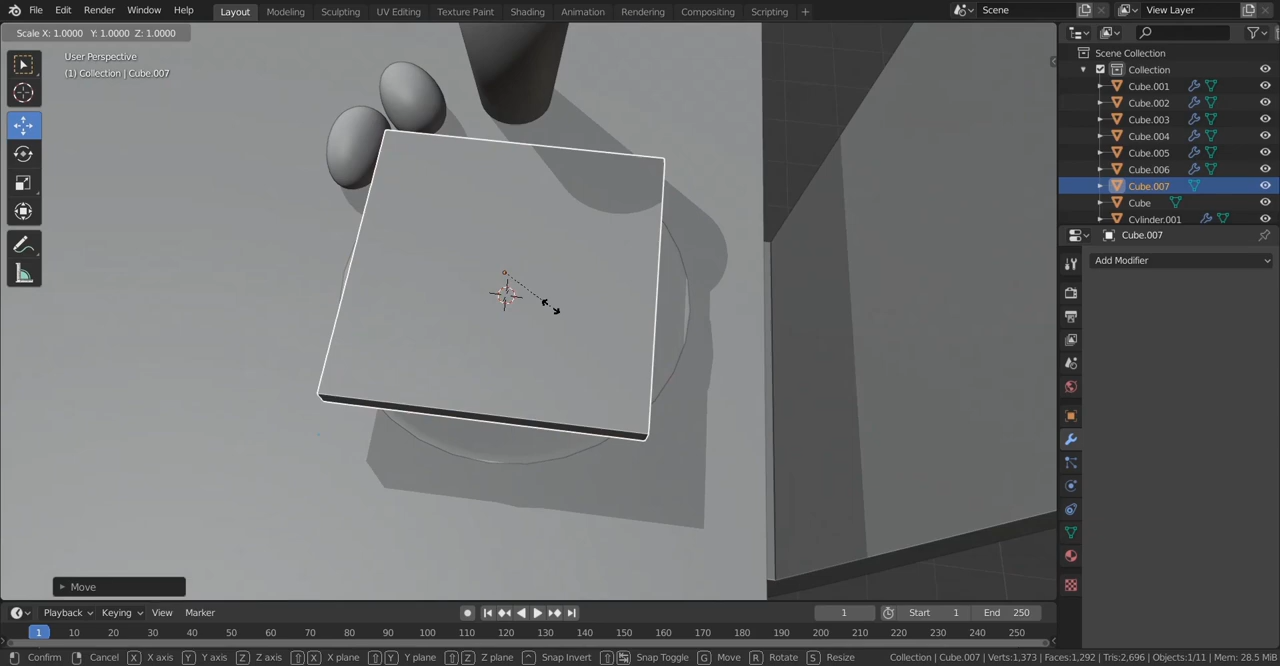 File Edit Render Window Help Layout Modeling Sculpting UV Editing Texture Paint Shading Animation Rendering Compositing Scripting + Scene View Layer
Scale X: 1.0000 Y: 1.0000 Z: 1.0000
User Perspective
(1) Collection | Cube.007
Scene Collection
Collection
Cube.001
Cube.002
Cube.003
Cube.004
Cube.005
Cube.006
Cube.007
Cube
Cylinder.001
Cube.007
Add Modifier
Move
Playback Keying View Marker 1 Start 1 End 250
1 10 20 30 40 50 60 70 80 90 100 110 120 130 140 150 160 170 180 190 200 210 220 230 240 250
Confirm Cancel X X axis Y Y axis Z Z axis X X plane Y Y plane Z Z plane Snap Invert Snap Toggle G Move R Rotate S Resize Collection | Cube.007 | Verts:1,373 | Faces:1,292 | Tris:2,696 | Objects:1/11 | Mem: 28.5 MiB